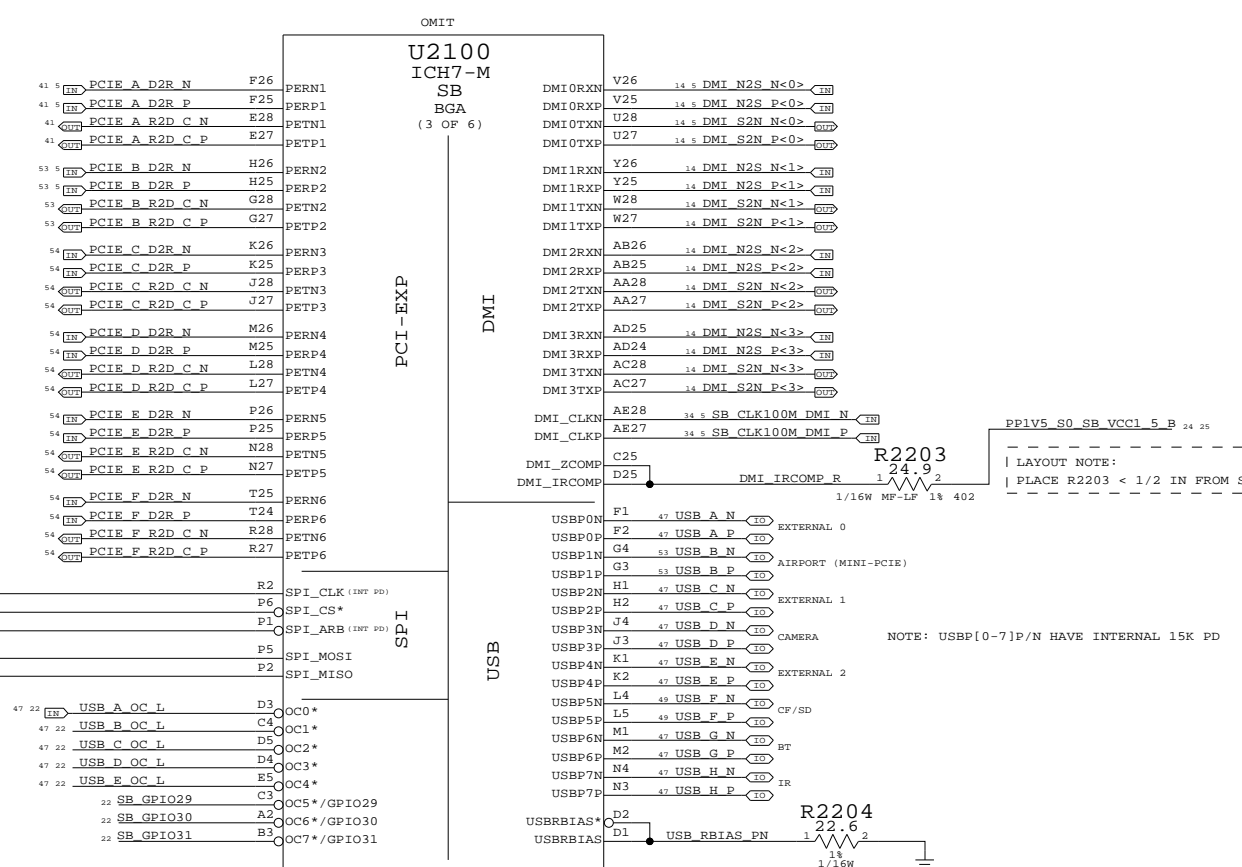 OMIT
U2100
ICH7-M
SB
BGA
(3 OF 6)
PCI-EXP
DMI
SPI
USB
41 5 IN PCIE_A_D2R_N F26 PERN1
41 5 IN PCIE_A_D2R_P F25 PERP1
41 OUT PCIE_A_R2D_C_N E28 PETN1
41 OUT PCIE_A_R2D_C_P E27 PETP1
53 5 IN PCIE_B_D2R_N H26 PERN2
53 5 IN PCIE_B_D2R_P H25 PERP2
53 OUT PCIE_B_R2D_C_N G28 PETN2
53 OUT PCIE_B_R2D_C_P G27 PETP2
54 IN PCIE_C_D2R_N K26 PERN3
54 IN PCIE_C_D2R_P K25 PERP3
54 OUT PCIE_C_R2D_C_N J28 PETN3
54 OUT PCIE_C_R2D_C_P J27 PETP3
54 IN PCIE_D_D2R_N M26 PERN4
54 IN PCIE_D_D2R_P M25 PERP4
54 OUT PCIE_D_R2D_C_N L28 PETN4
54 OUT PCIE_D_R2D_C_P L27 PETP4
54 IN PCIE_E_D2R_N P26 PERN5
54 IN PCIE_E_D2R_P P25 PERP5
54 OUT PCIE_E_R2D_C_N N28 PETN5
54 OUT PCIE_E_R2D_C_P N27 PETP5
54 IN PCIE_F_D2R_N T25 PERN6
54 IN PCIE_F_D2R_P T24 PERP6
54 OUT PCIE_F_R2D_C_N R28 PETN6
54 OUT PCIE_F_R2D_C_P R27 PETP6
R2 SPI_CLK (INT PD)
P6 SPI_CS*
P1 SPI_ARB (INT PD)
P5 SPI_MOSI
P2 SPI_MISO
47 22 IN USB_A_OC_L D3 OC0*
47 22 USB_B_OC_L C4 OC1*
47 22 USB_C_OC_L D5 OC2*
47 22 USB_D_OC_L D4 OC3*
47 22 USB_E_OC_L E5 OC4*
22 SB_GPIO29 C3 OC5*/GPIO29
22 SB_GPIO30 A2 OC6*/GPIO30
22 SB_GPIO31 B3 OC7*/GPIO31
DMI0RXN V26 14 5 DMI_N2S_N<0> IN
DMI0RXP V25 14 5 DMI_N2S_P<0> IN
DMI0TXN U28 14 5 DMI_S2N_N<0> OUT
DMI0TXP U27 14 5 DMI_S2N_P<0> OUT
DMI1RXN Y26 14 DMI_N2S_N<1> IN
DMI1RXP Y25 14 DMI_N2S_P<1> IN
DMI1TXN W28 14 DMI_S2N_N<1> OUT
DMI1TXP W27 14 DMI_S2N_P<1> OUT
DMI2RXN AB26 14 DMI_N2S_N<2> IN
DMI2RXP AB25 14 DMI_N2S_P<2> IN
DMI2TXN AA28 14 DMI_S2N_N<2> OUT
DMI2TXP AA27 14 DMI_S2N_P<2> OUT
DMI3RXN AD25 14 DMI_N2S_N<3> IN
DMI3RXP AD24 14 DMI_N2S_P<3> IN
DMI3TXN AC28 14 DMI_S2N_N<3> OUT
DMI3TXP AC27 14 DMI_S2N_P<3> OUT
DMI_CLKN AE28 34 5 SB_CLK100M_DMI_N IN
DMI_CLKP AE27 34 5 SB_CLK100M_DMI_P IN
DMI_ZCOMP C25
DMI_IRCOMP D25 DMI_IRCOMP_R
R2203
24.9
1 2
1/16W MF-LF 1% 402
PP1V5_S0_SB_VCC1_5_B 24 25
LAYOUT NOTE:
PLACE R2203 < 1/2 IN FROM S
USBP0N F1 47 USB_A_N IO
EXTERNAL 0
USBP0P F2 47 USB_A_P IO
USBP1N G4 53 USB_B_N IO
AIRPORT (MINI-PCIE)
USBP1P G3 53 USB_B_P IO
USBP2N H1 47 USB_C_N IO
EXTERNAL 1
USBP2P H2 47 USB_C_P IO
USBP3N J4 47 USB_D_N IO
CAMERA
USBP3P J3 47 USB_D_P IO
NOTE: USBP[0-7]P/N HAVE INTERNAL 15K PD
USBP4N K1 47 USB_E_N IO
EXTERNAL 2
USBP4P K2 47 USB_E_P IO
USBP5N L4 49 USB_F_N IO
CF/SD
USBP5P L5 49 USB_F_P IO
USBP6N M1 47 USB_G_N IO
BT
USBP6P M2 47 USB_G_P IO
USBP7N N4 47 USB_H_N IO
IR
USBP7P N3 47 USB_H_P IO
USBRBIAS* D2
USBRBIAS D1 USB_RBIAS_PN
R2204
22.6
1 2
1%
1/16W